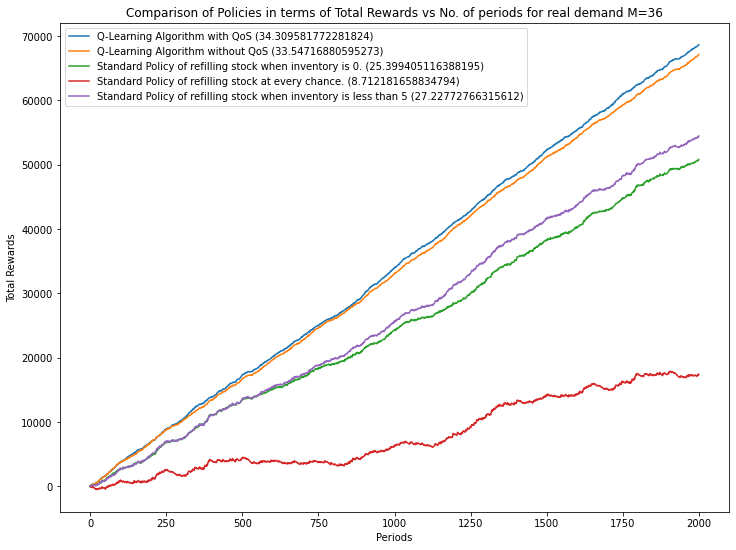 Comparison of Policies in terms of Total Rewards vs No. of periods for real demand M=36
Q-Learning Algorithm with QoS (34.309581772281824)
Q-Learning Algorithm without QoS (33.54716880595273)
Standard Policy of refilling stock when inventory is 0. (25.399405116388195)
Standard Policy of refilling stock at every chance. (8.712181658834794)
Standard Policy of refilling stock when inventory is less than 5 (27.22772766315612)
70000
60000
50000
40000
30000
20000
10000
0
Total Rewards
0 250 500 750 1000 1250 1500 1750 2000
Periods